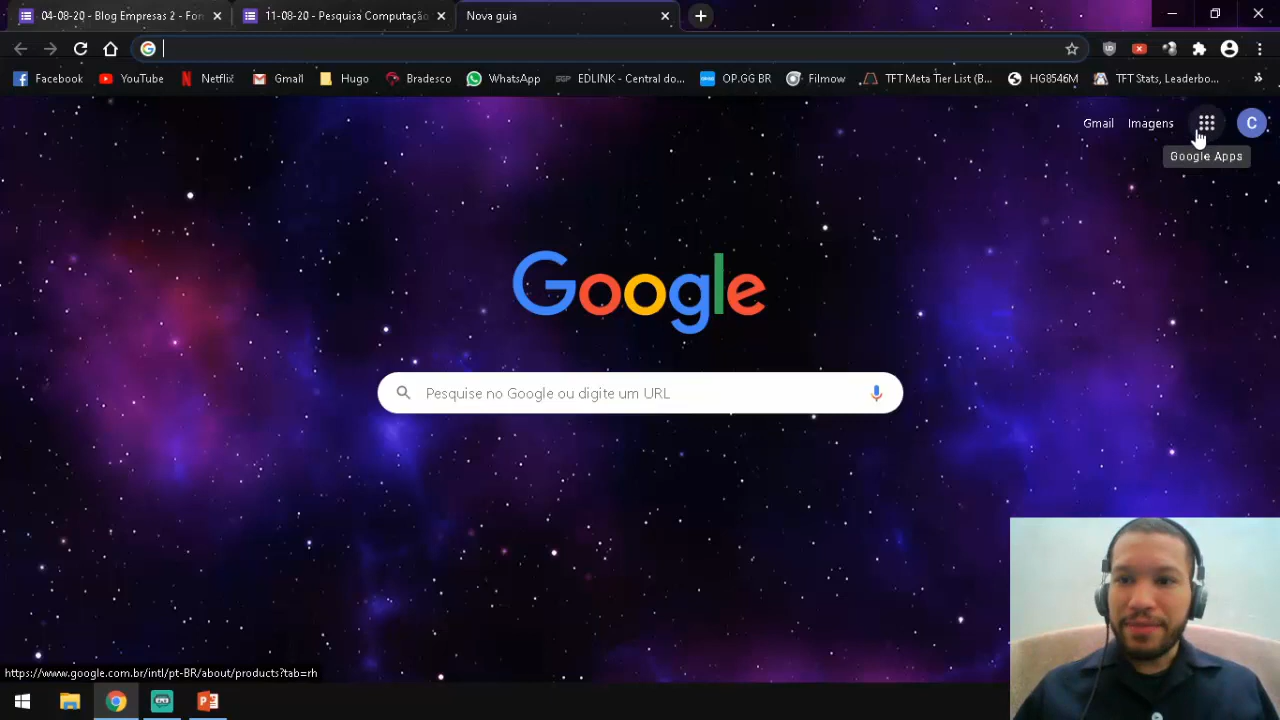 04-08-20 - Blog Empresas 2 - For
11-08-20 - Pesquisa Computação
Nova guia
Facebook
YouTube
Netflix
Gmail
Hugo
Bradesco
WhatsApp
EDLINK - Central do...
OP.GG BR
Filmow
TFT Meta Tier List (B...
HG8546M
TFT Stats, Leaderbo...
Gmail
Imagens
C
Google Apps
Google
Pesquise no Google ou digite um URL
https://www.google.com.br/intl/pt-BR/about/products?tab=rh